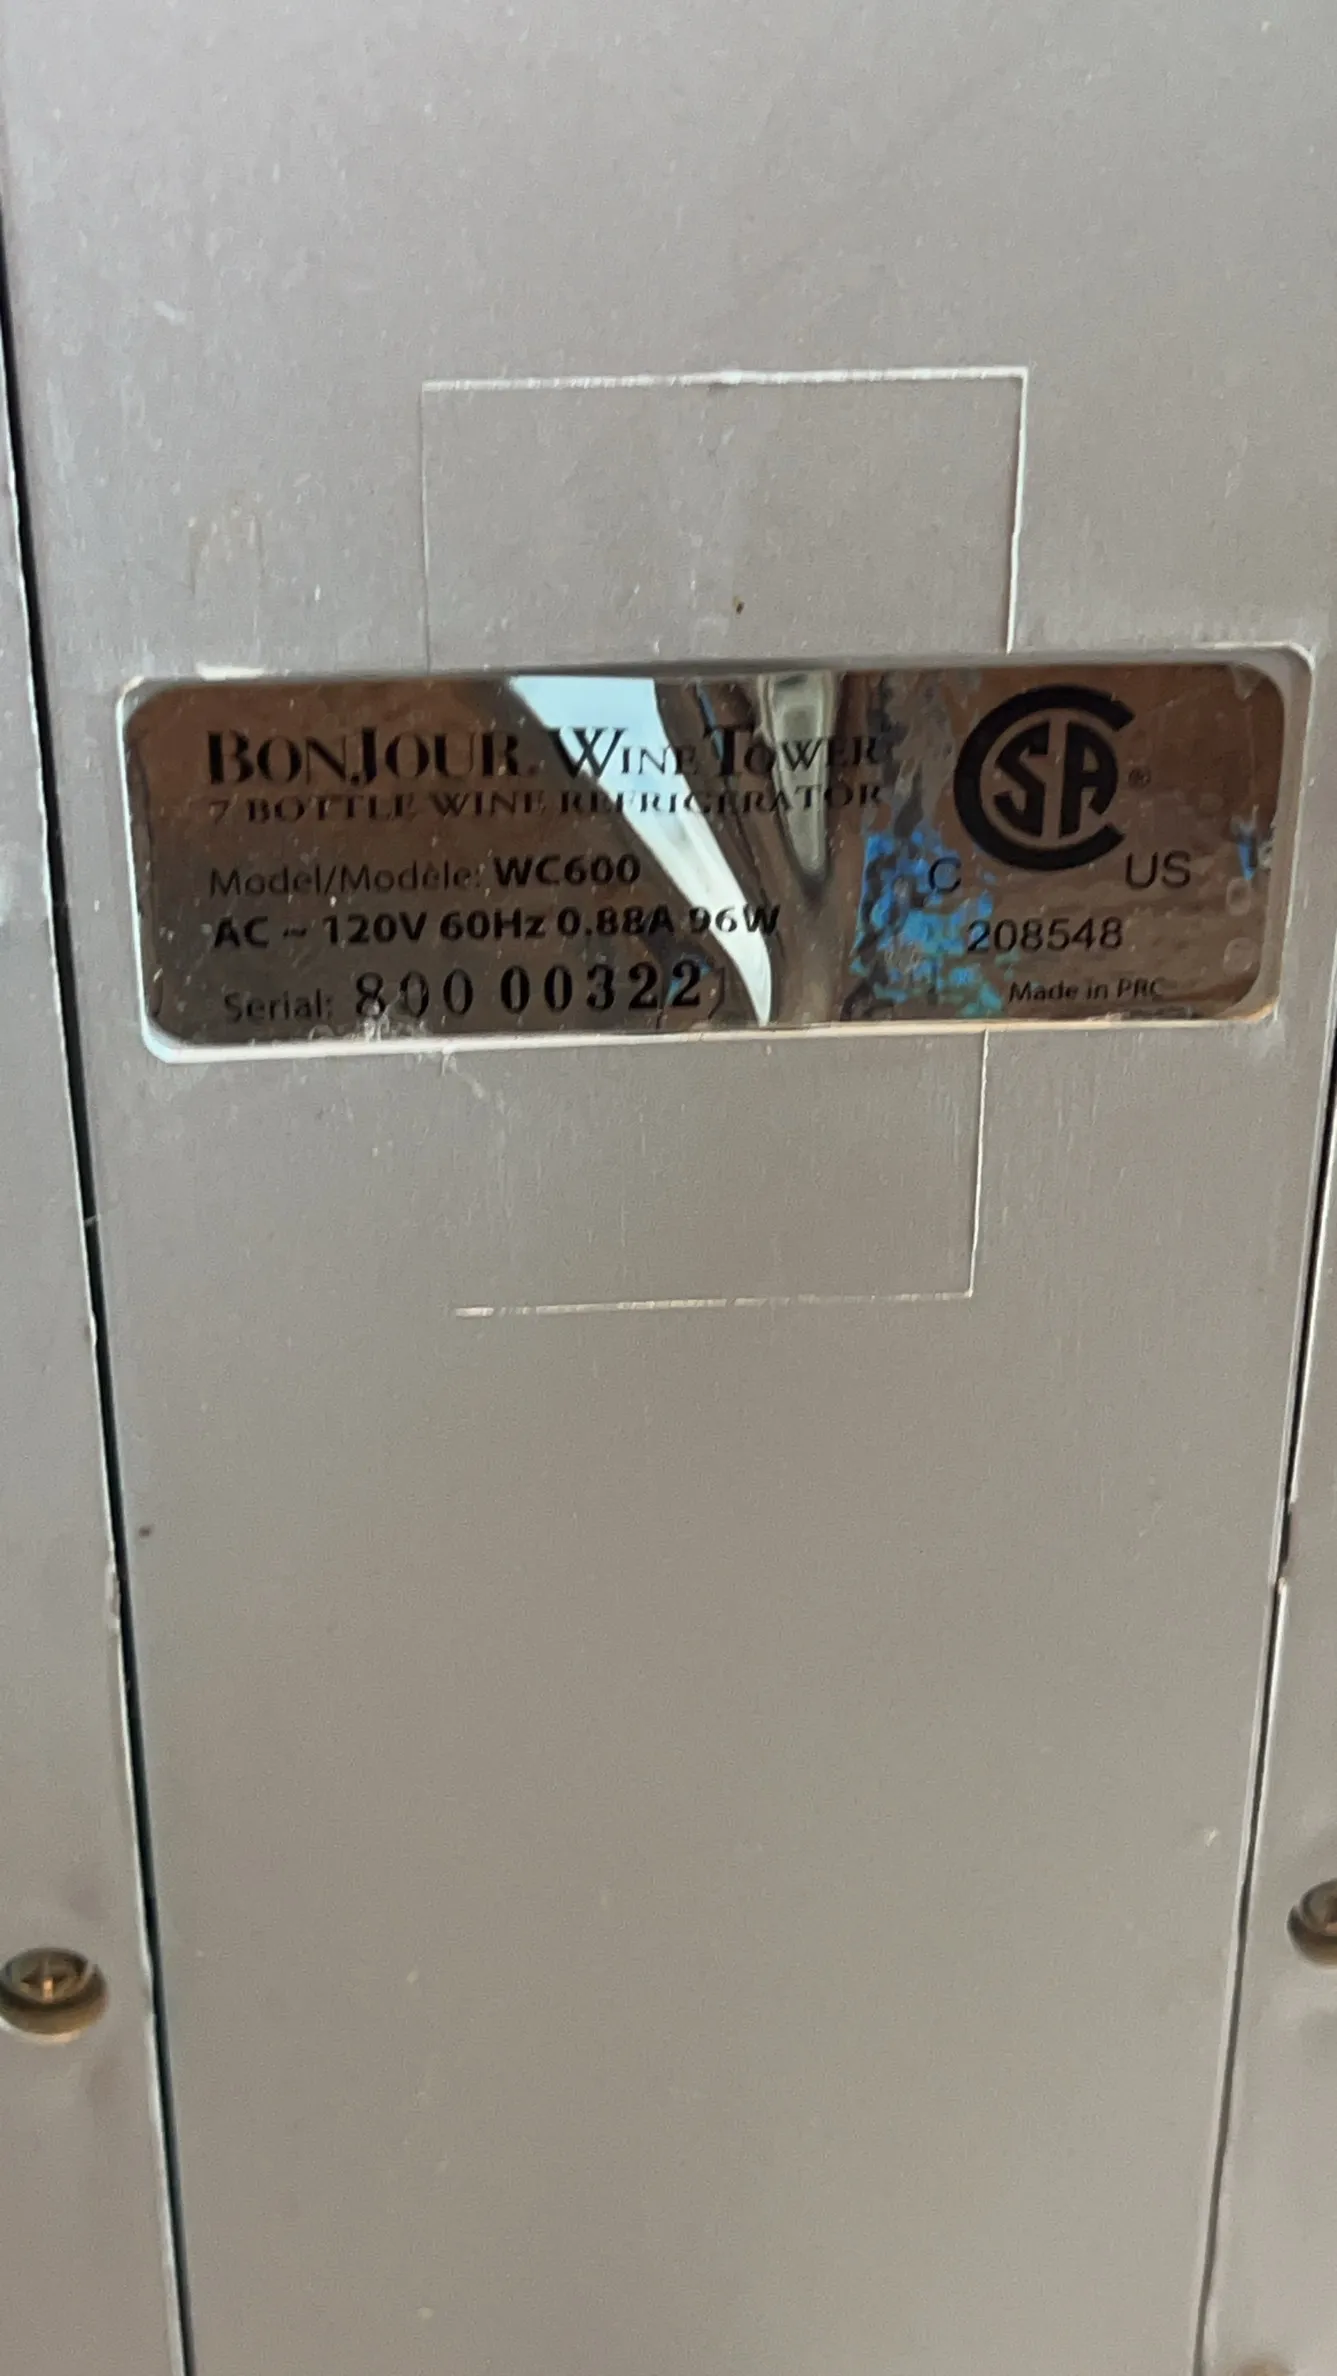 BONJOUR. WINE TOWER
7 BOTTLE WINE REFRIGERATOR
Model/Modèle: WC600
AC ~ 120V 60Hz 0.88A 96W
Serial: 800 00322
CSA®
C US
208548
Made in PRC